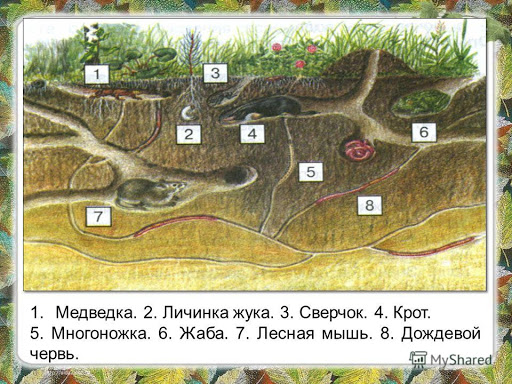 1
3
2
4
6
5
7
8
1. Медведка. 2. Личинка жука. 3. Сверчок. 4. Крот.
5. Многоножка. 6. Жаба. 7. Лесная мышь. 8. Дождевой
червь.
MyShared